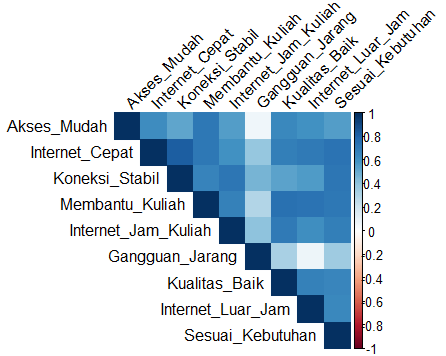 Akses_Mudah
Internet_Cepat
Koneksi_Stabil
Membantu_Kuliah
Internet_Jam_Kuliah
Gangguan_Jarang
Kualitas_Baik
Internet_Luar_Jam
Sesuai_Kebutuhan
Akses_Mudah
Internet_Cepat
Koneksi_Stabil
Membantu_Kuliah
Internet_Jam_Kuliah
Gangguan_Jarang
Kualitas_Baik
Internet_Luar_Jam
Sesuai_Kebutuhan
1
0.8
0.6
0.4
0.2
0
-0.2
-0.4
-0.6
-0.8
-1